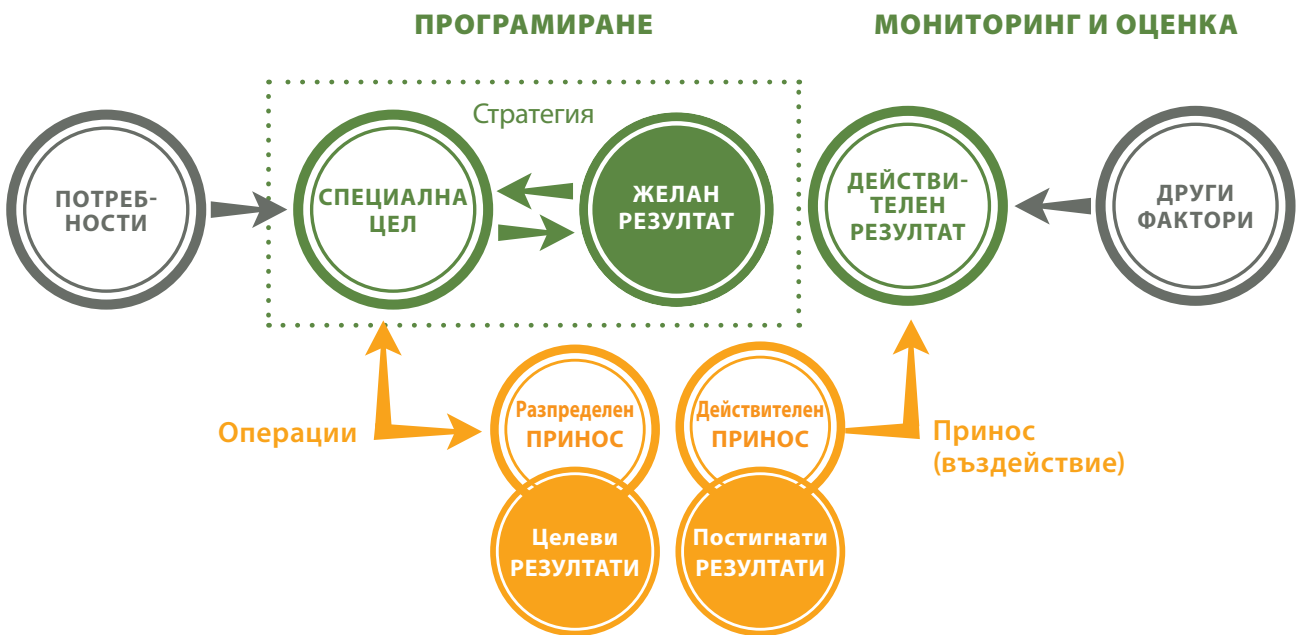 ПРОГРАМИРАНЕ
МОНИТОРИНГ И ОЦЕНКА
Стратегия
ПОТРЕБ-
НОСТИ
СПЕЦИАЛНА
ЦЕЛ
ЖЕЛАН
РЕЗУЛТАТ
ДЕЙСТВИ-
ТЕЛЕН
РЕЗУЛТАТ
ДРУГИ
ФАКТОРИ
Операции
Разпределен
ПРИНОС
Действителен
ПРИНОС
Принос
(въздействие)
Целеви
РЕЗУЛТАТИ
Постигнати
РЕЗУЛТАТИ